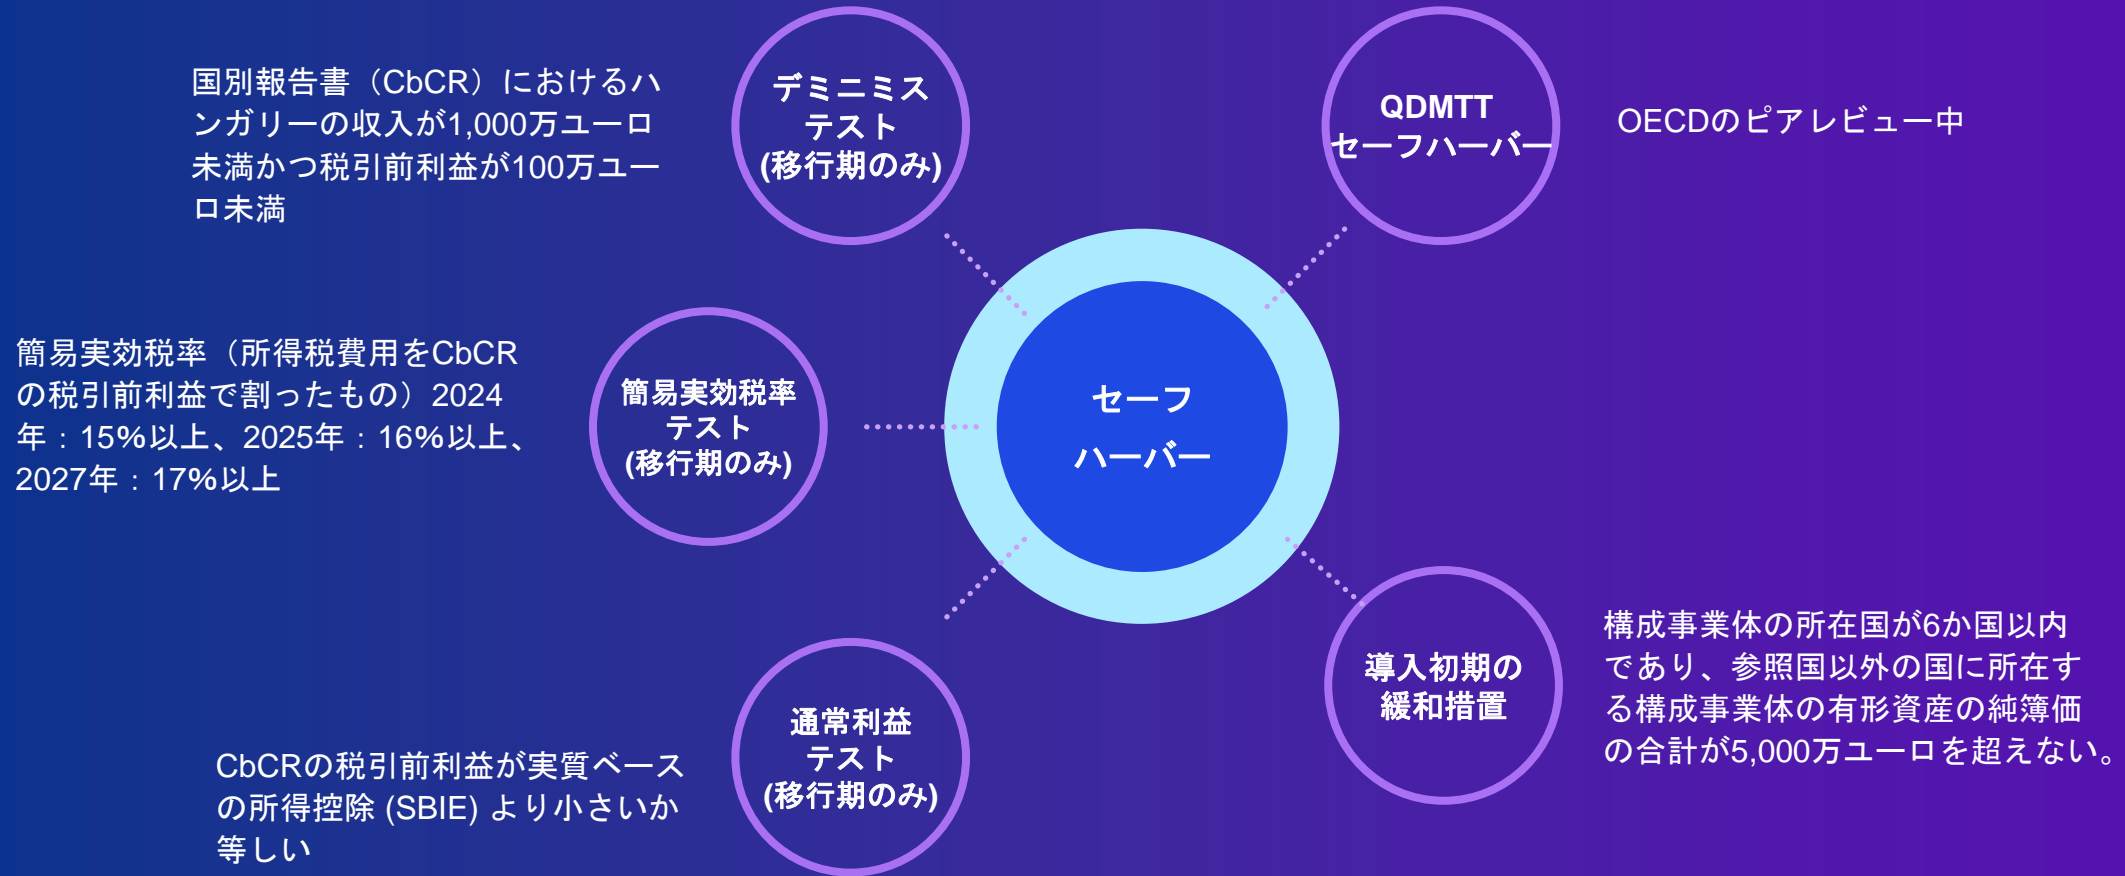 国別報告書（CbCR）におけるハ
ンガリーの収入が1,000万ユーロ
未満かつ税引前利益が100万ユー
ロ未満
デミニミス
テスト
(移行期のみ)
QDMTT
セーフハーバー
OECDのピアレビュー中
簡易実効税率（所得税費用をCbCR
の税引前利益で割ったもの）2024
年：15%以上、2025年：16%以上、
2027年：17%以上
簡易実効税率
テスト
(移行期のみ)
セーフ
ハーバー
CbCRの税引前利益が実質ベース
の所得控除 (SBIE) より小さいか
等しい
通常利益
テスト
(移行期のみ)
導入初期の
緩和措置
構成事業体の所在国が6か国以内
であり、参照国以外の国に所在す
る構成事業体の有形資産の純簿価
の合計が5,000万ユーロを超えない。